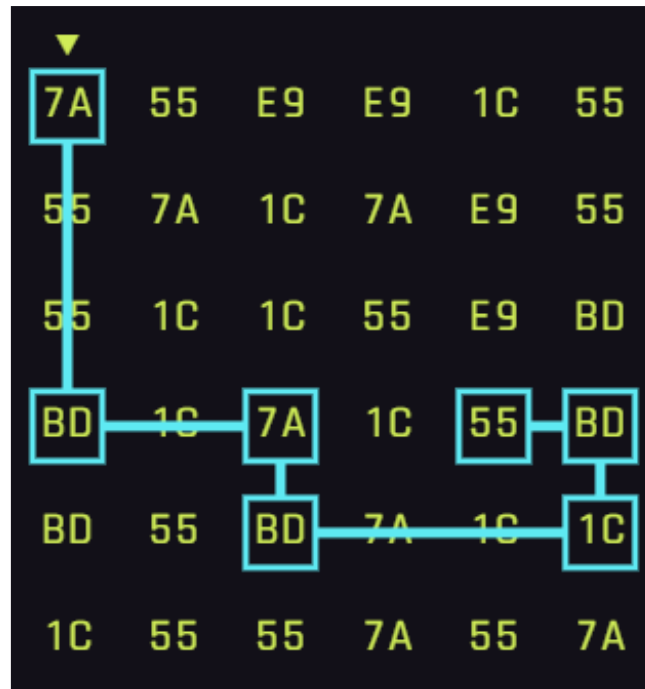 7A 55 E9 E9 1C 55
55 7A 1C 7A E9 55
55 1C 1C 55 E9 BD
BD 1C 7A 1C 55 BD
BD 55 BD 7A 1C 1C
1C 55 55 7A 55 7A